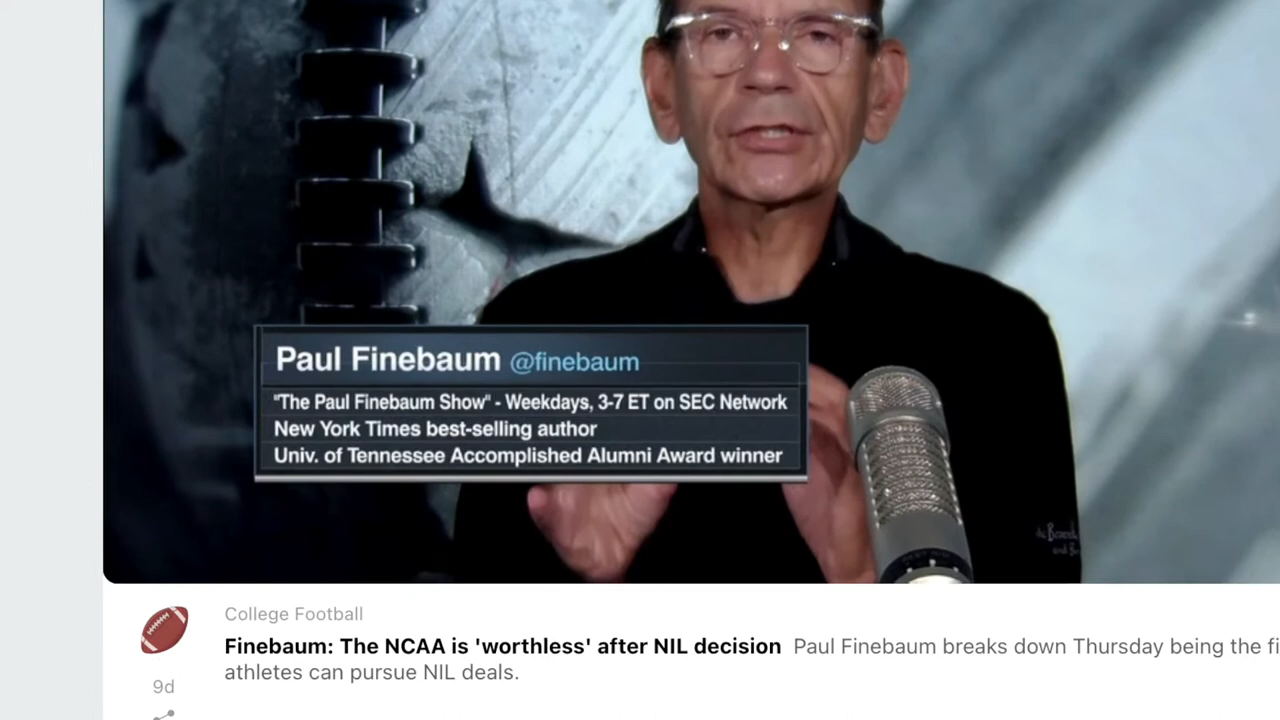 Paul Finebaum @finebaum
"The Paul Finebaum Show" - Weekdays, 3-7 ET on SEC Network
New York Times best-selling author
Univ. of Tennessee Accomplished Alumni Award winner
College Football
Finebaum: The NCAA is 'worthless' after NIL decision Paul Finebaum breaks down Thursday being the fi
athletes can pursue NIL deals.
9d